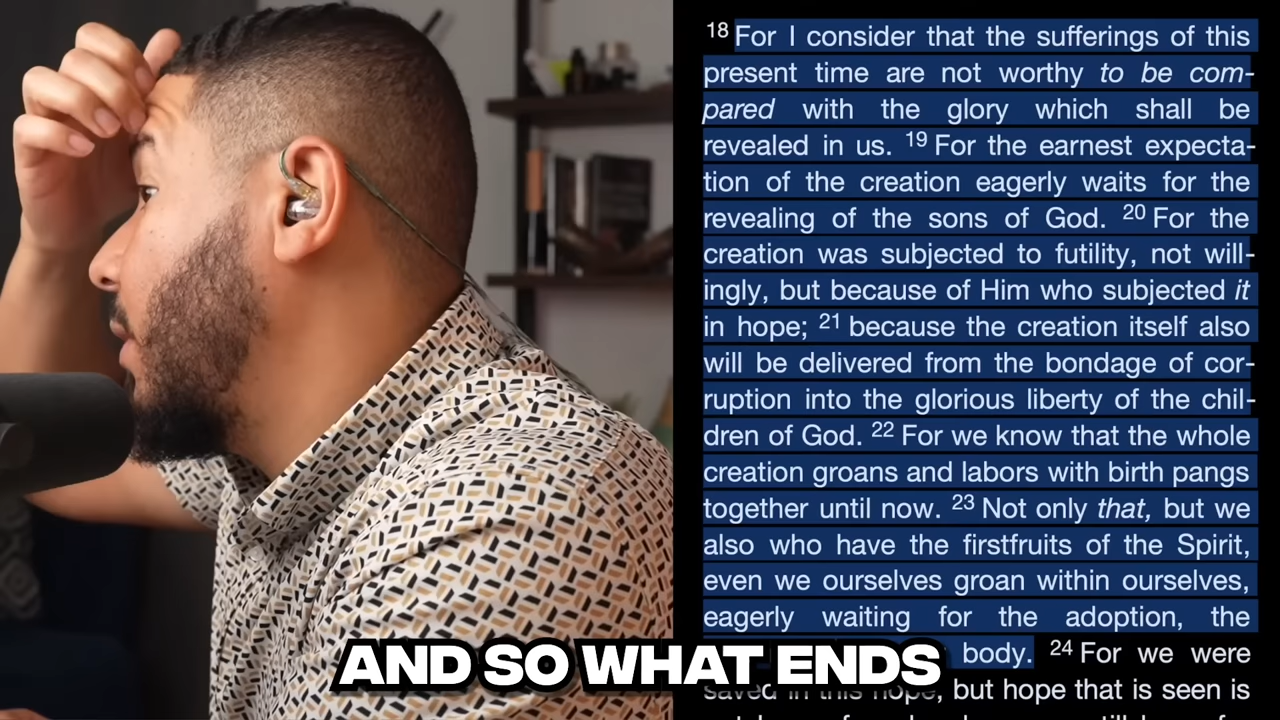 18 For I consider that the sufferings of this
present time are not worthy to be com-
pared with the glory which shall be
revealed in us. 19 For the earnest expecta-
tion of the creation eagerly waits for the
revealing of the sons of God. 20 For the
creation was subjected to futility, not will-
ingly, but because of Him who subjected it
in hope; 21 because the creation itself also
will be delivered from the bondage of cor-
ruption into the glorious liberty of the chil-
dren of God. 22 For we know that the whole
creation groans and labors with birth pangs
together until now. 23 Not only that, but we
also who have the firstfruits of the Spirit,
even we ourselves groan within ourselves,
eagerly waiting for the adoption, the
body. 24 For we were
saved in this hope, but hope that is seen is
AND SO WHAT ENDS